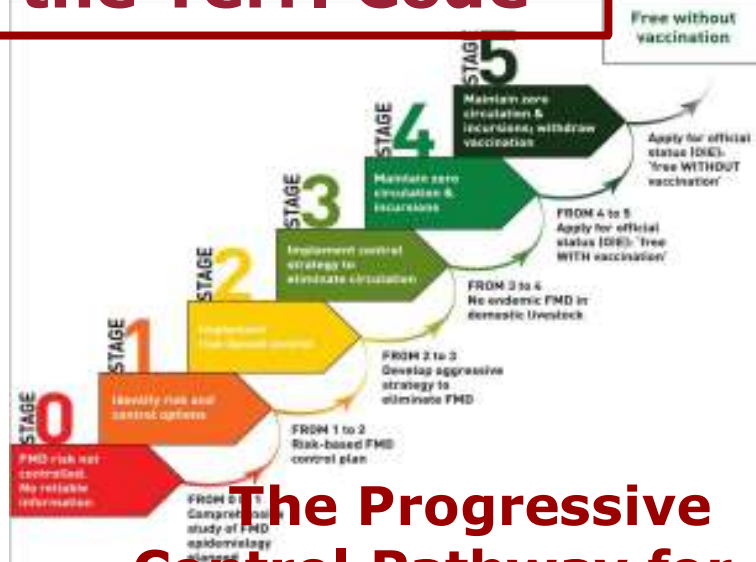 the Terr. Code
Free without
vaccination
STAGE
5
Maintain zero
circulation &
incursions; withdraw
vaccination
Apply for official
status (OIE):
'free WITHOUT
vaccination'
STAGE
4
Maintain zero
circulation &
incursions
FROM 4 to 5
Apply for official
status (OIE): 'free
WITH vaccination'
STAGE
3
Implement control
strategy to
eliminate circulation
FROM 3 to 4
No endemic FMD in
domestic livestock
STAGE
2
Implement
risk-based control
FROM 2 to 3
Develop aggressive
strategy to
eliminate FMD
STAGE
1
Identify risk and
control options
FROM 1 to 2
Risk-based FMD
control plan
STAGE
0
FMD risk not
controlled.
No reliable
information
FROM 0 1
study of FMD
epidemiology
planned
The Progressive
Control Pathway for